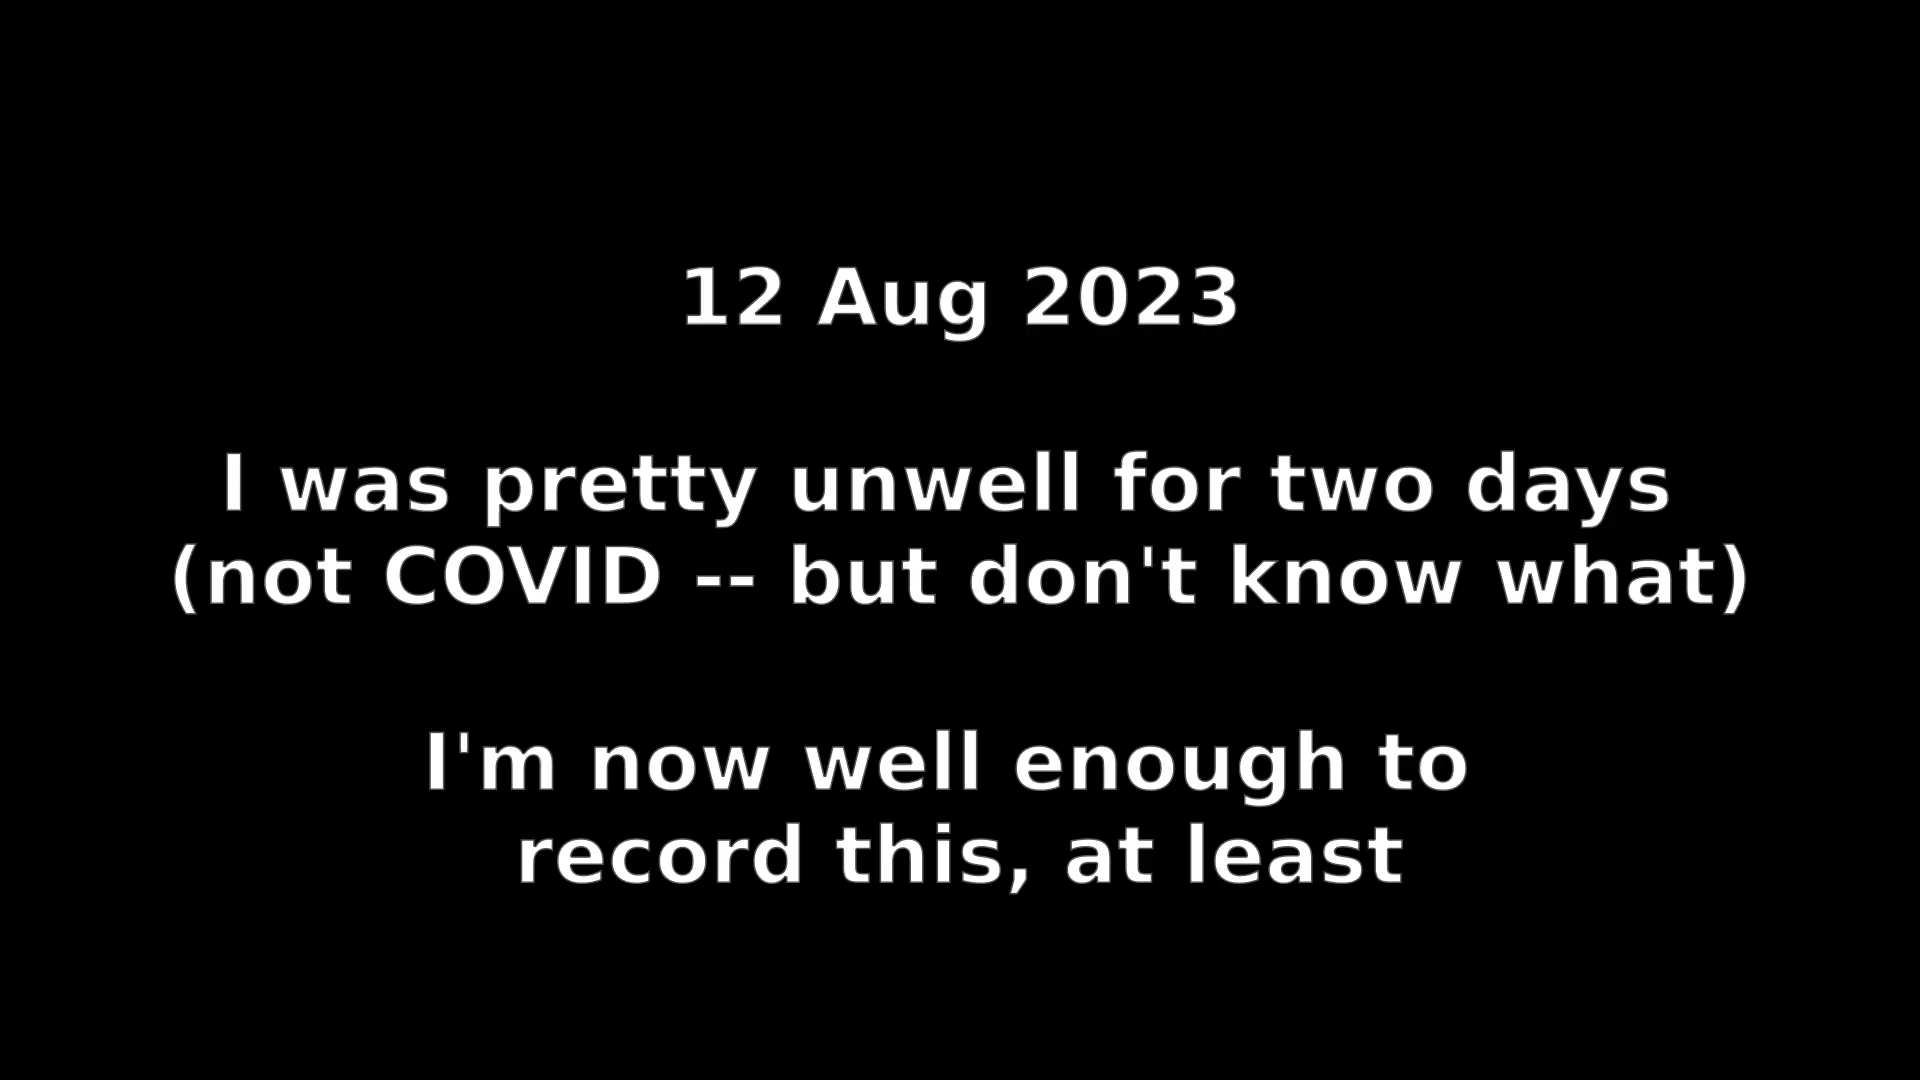 12 Aug 2023
I was pretty unwell for two days
(not COVID -- but don't know what)
I'm now well enough to
record this, at least